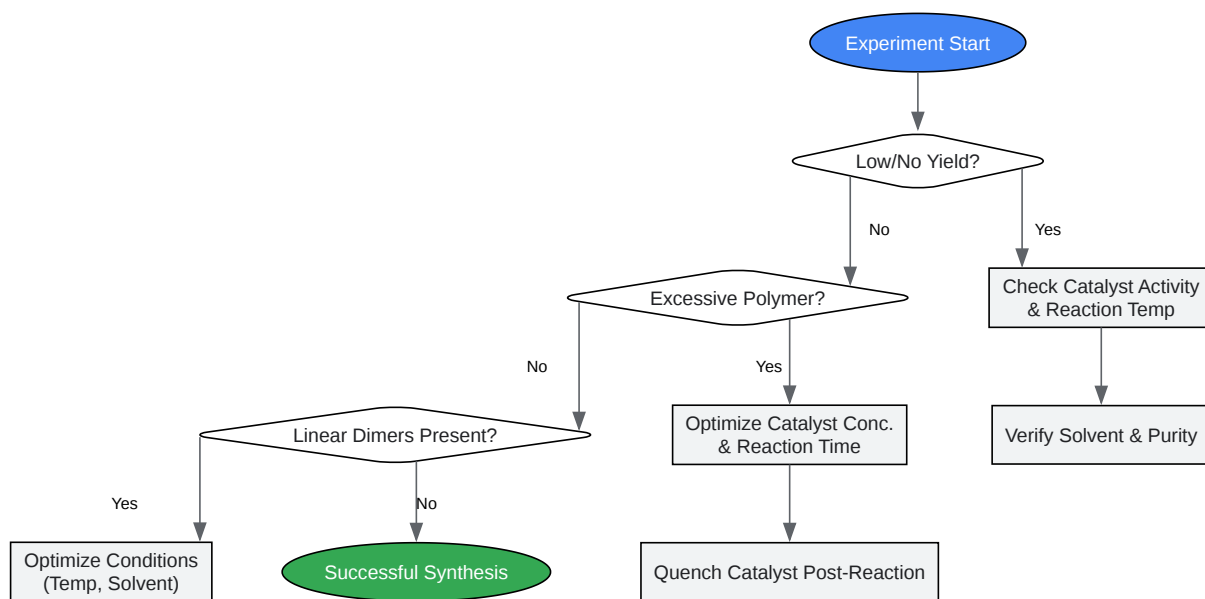 Experiment Start
Low/No Yield?
No
Yes
Excessive Polymer?
Check Catalyst Activity
& Reaction Temp
No
Yes
Linear Dimers Present?
Optimize Catalyst Conc.
& Reaction Time
Verify Solvent & Purity
Yes
No
Optimize Conditions
(Temp, Solvent)
Successful Synthesis
Quench Catalyst Post-Reaction